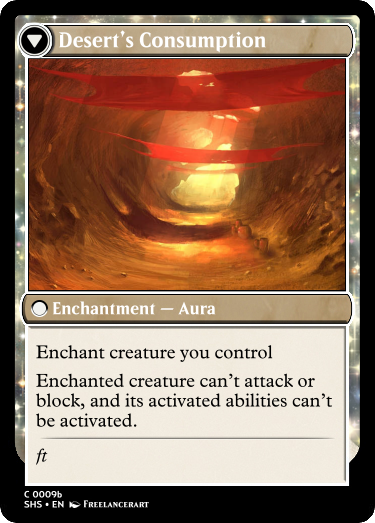 Desert's Consumption
Enchantment — Aura
Enchant creature you control
Enchanted creature can't attack or
block, and its activated abilities can't
be activated.
ft
C 0009b
SHS • EN FREELANCERART